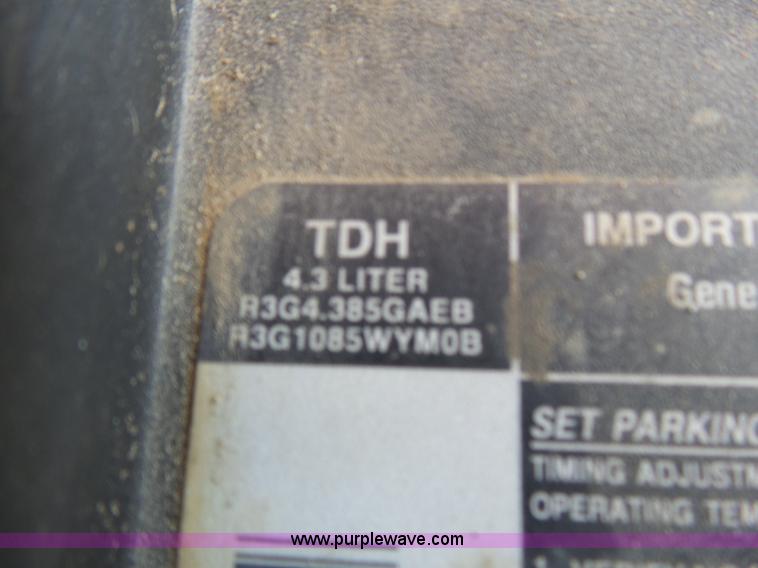 TDH
4.3 LITER
R3G4.385GAEB
R3G1085WYM0B
IMPORT
Gene
SET PARKING
TIMING ADJUSTM
OPERATING TEM
www.purplewave.com